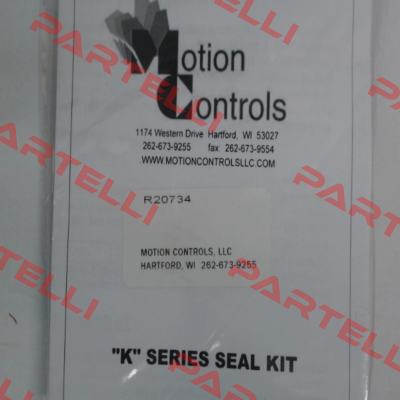 Motion
Controls
1174 Western Drive Hartford, WI 53027
262-673-9255 fax: 262-673-9554
WWW.MOTIONCONTROLSLLC.COM
R20734
MOTION CONTROLS, LLC
HARTFORD, WI 262-673-9255
"K" SERIES SEAL KIT
PARTELLI
PARTELLI
PARTELLI
PARTELLI